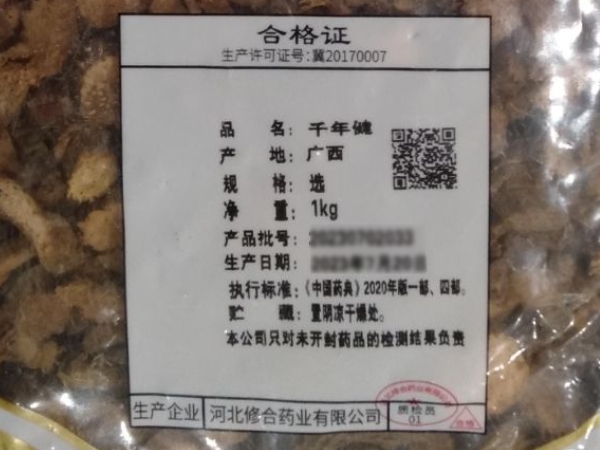 合格证
生产许可证号:冀20170007
品 名: 千年健
产 地: 广西
规 格: 选
净 重: 1kg
产品批号:
生产日期:
执行标准:《中国药典》2020年版一部、四部。
贮 藏: 置阴凉干燥处。
本公司只对未开封药品的检测结果负责
生产企业 河北修合药业有限公司
质检员
01